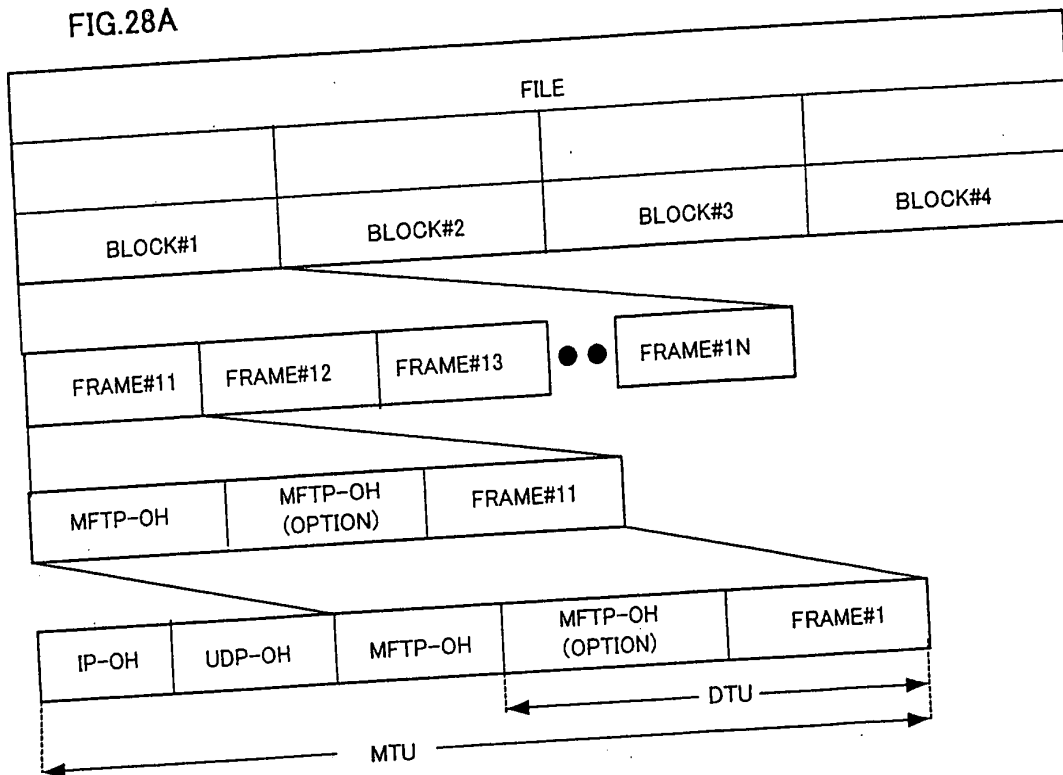 FIG.28A
FILE
BLOCK#1 BLOCK#2 BLOCK#3 BLOCK#4
FRAME#11 FRAME#12 FRAME#13 FRAME#1N
MFTP-OH MFTP-OH FRAME#11
(OPTION)
IP-OH UDP-OH MFTP-OH MFTP-OH FRAME#1
(OPTION)
DTU
MTU